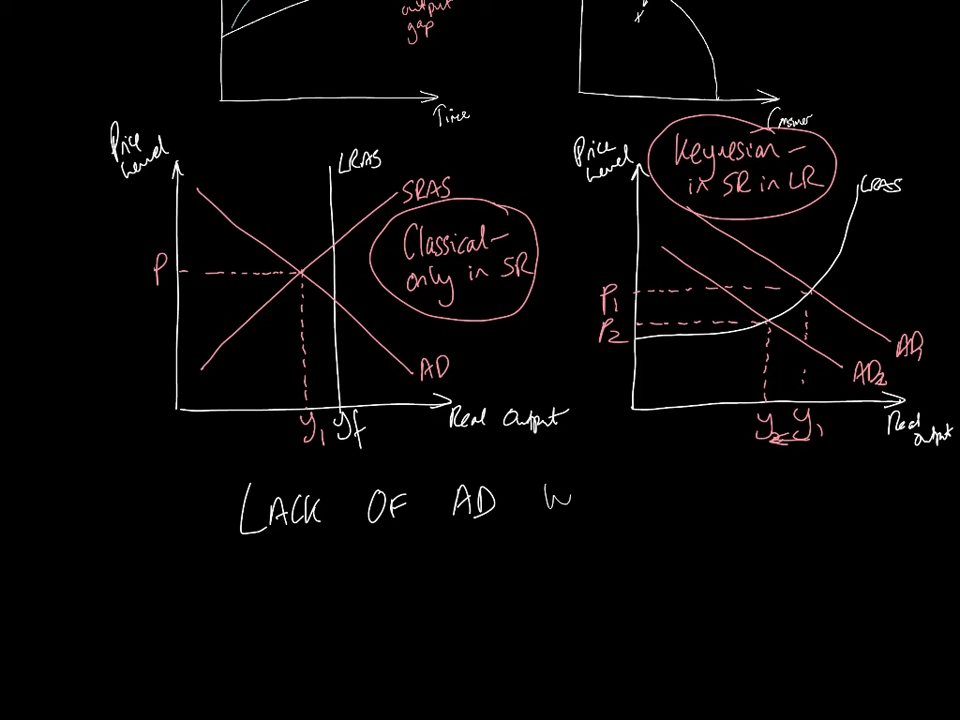 output
gap
Time
Price
Level
LRAS
SRAS
Classical-
only in SR
P
AD
Y1
Yf
Real Output
Price
Level
Keynesian-
in SR in LR
LRAS
P1
P2
AD1
AD2
Y2
Y1
Real
Output
LACK OF AD W